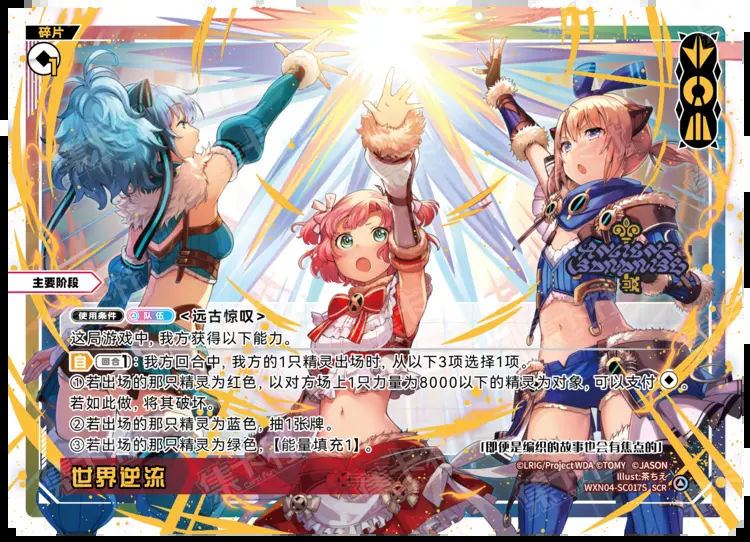 碎片
1
主要阶段
使用条件 队伍 <远古惊叹>
这局游戏中, 我方获得以下能力。
自 回合1: 我方回合中, 我方的1只精灵出场时, 从以下3项选择1项。
①若出场的那只精灵为红色, 以对方场上1只力量为8000以下的精灵为对象, 可以支付 。
若如此做, 将其破坏。
②若出场的那只精灵为蓝色, 抽1张牌。
③若出场的那只精灵为绿色, 【能量填充1】。
「即便是编织的故事也会有焦点的」
世界逆流
©LRIG/Project WDA ©TOMY ©JASON
Illust:茶ちえ
WXN04-SC017S SCR